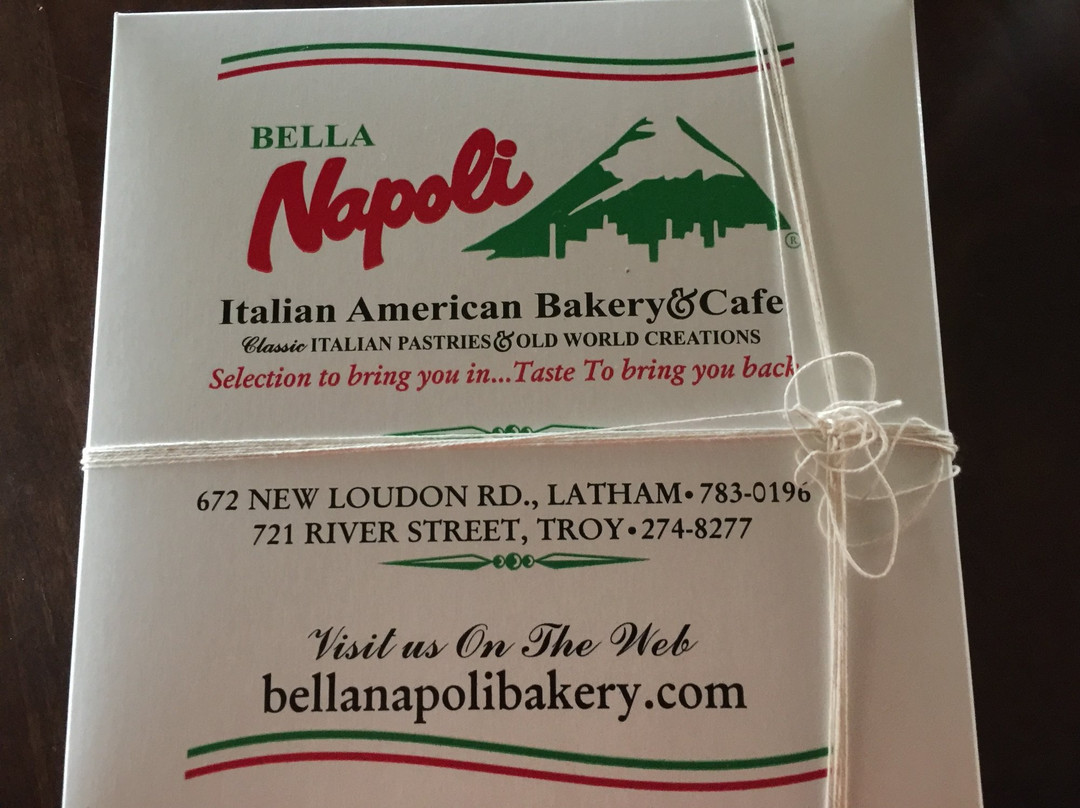 BELLA
Napoli
®
Italian American Bakery&Cafe
Classic ITALIAN PASTRIES&OLD WORLD CREATIONS
Selection to bring you in...Taste To bring you back
672 NEW LOUDON RD., LATHAM•783-0196
721 RIVER STREET, TROY•274-8277
Visit us On The Web
bellanapolibakery.com